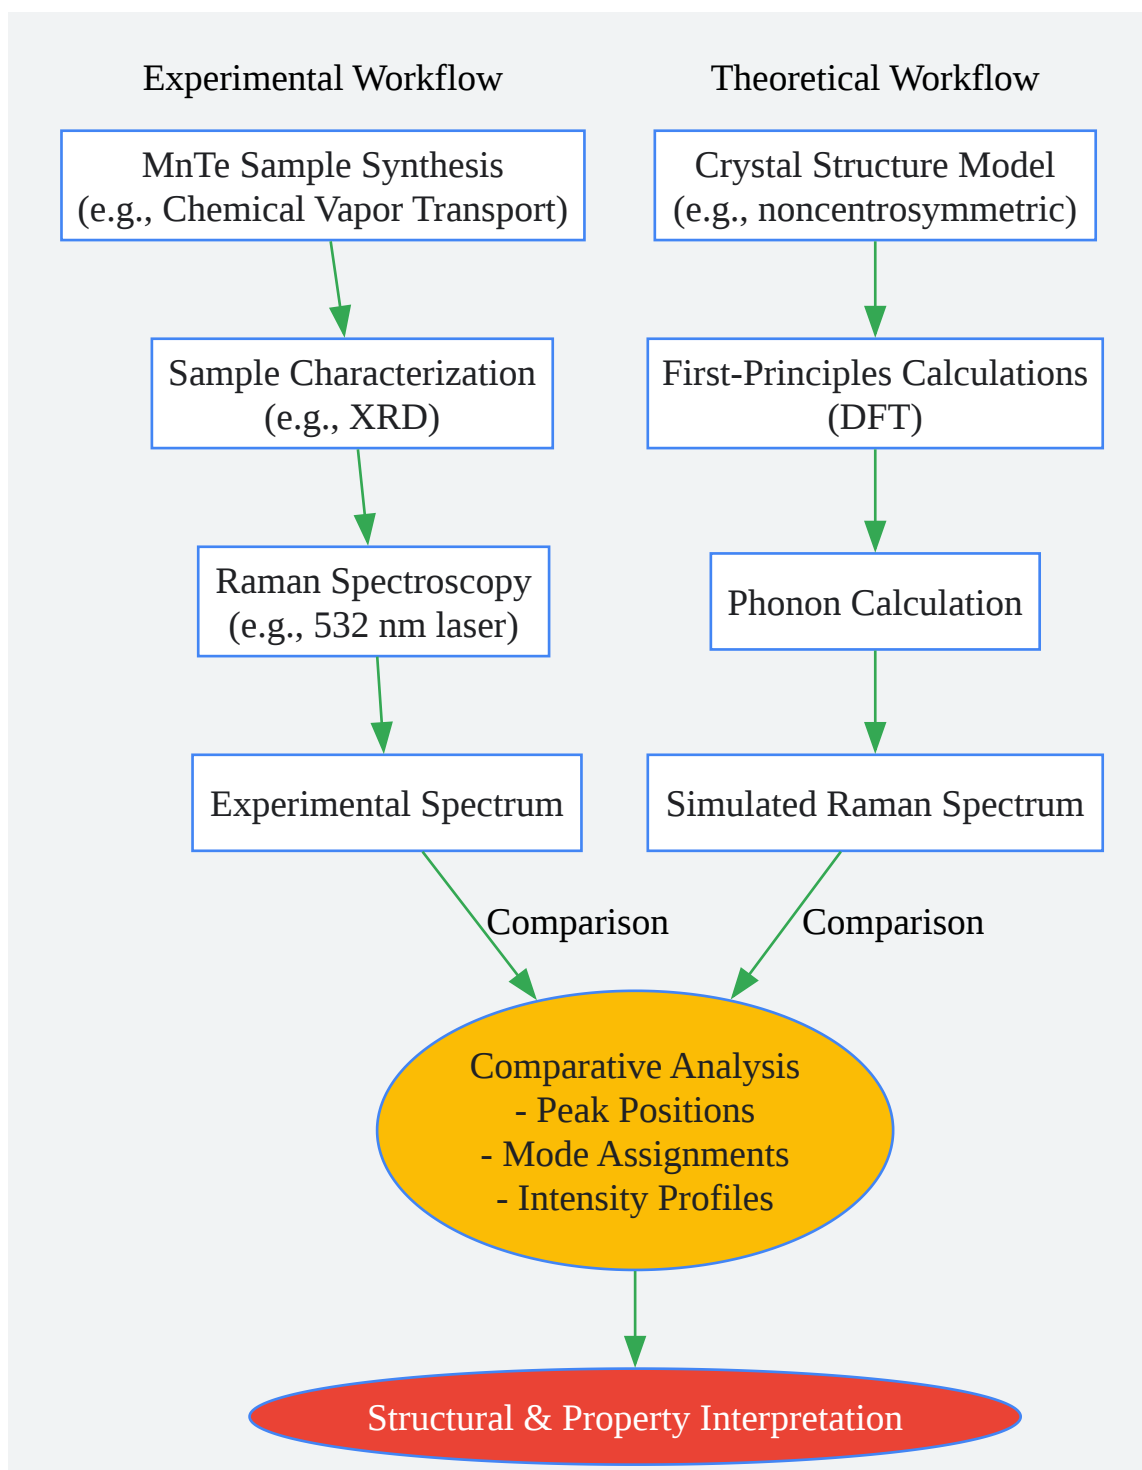 Experimental Workflow
MnTe Sample Synthesis
(e.g., Chemical Vapor Transport)
Sample Characterization
(e.g., XRD)
Raman Spectroscopy
(e.g., 532 nm laser)
Experimental Spectrum
Comparison
Theoretical Workflow
Crystal Structure Model
(e.g., noncentrosymmetric)
First-Principles Calculations
(DFT)
Phonon Calculation
Simulated Raman Spectrum
Comparison
Comparative Analysis
- Peak Positions
- Mode Assignments
- Intensity Profiles
Structural & Property Interpretation